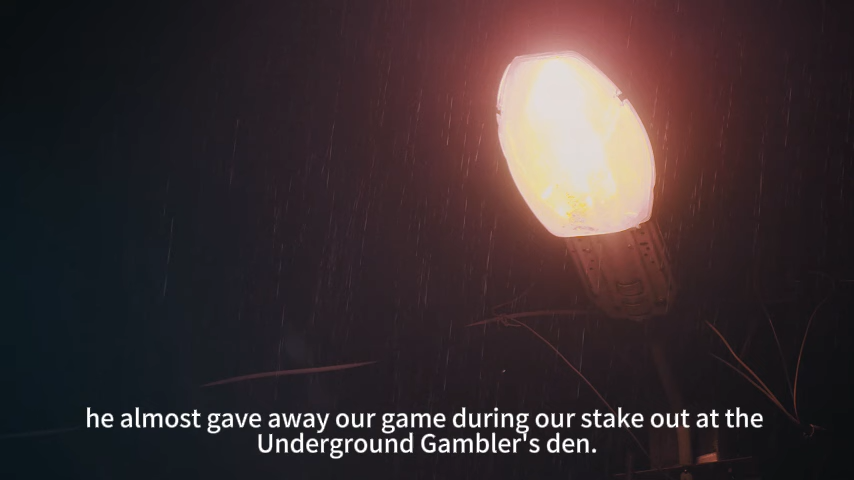 he almost gave away our game during our stake out at the
Underground Gambler's den.